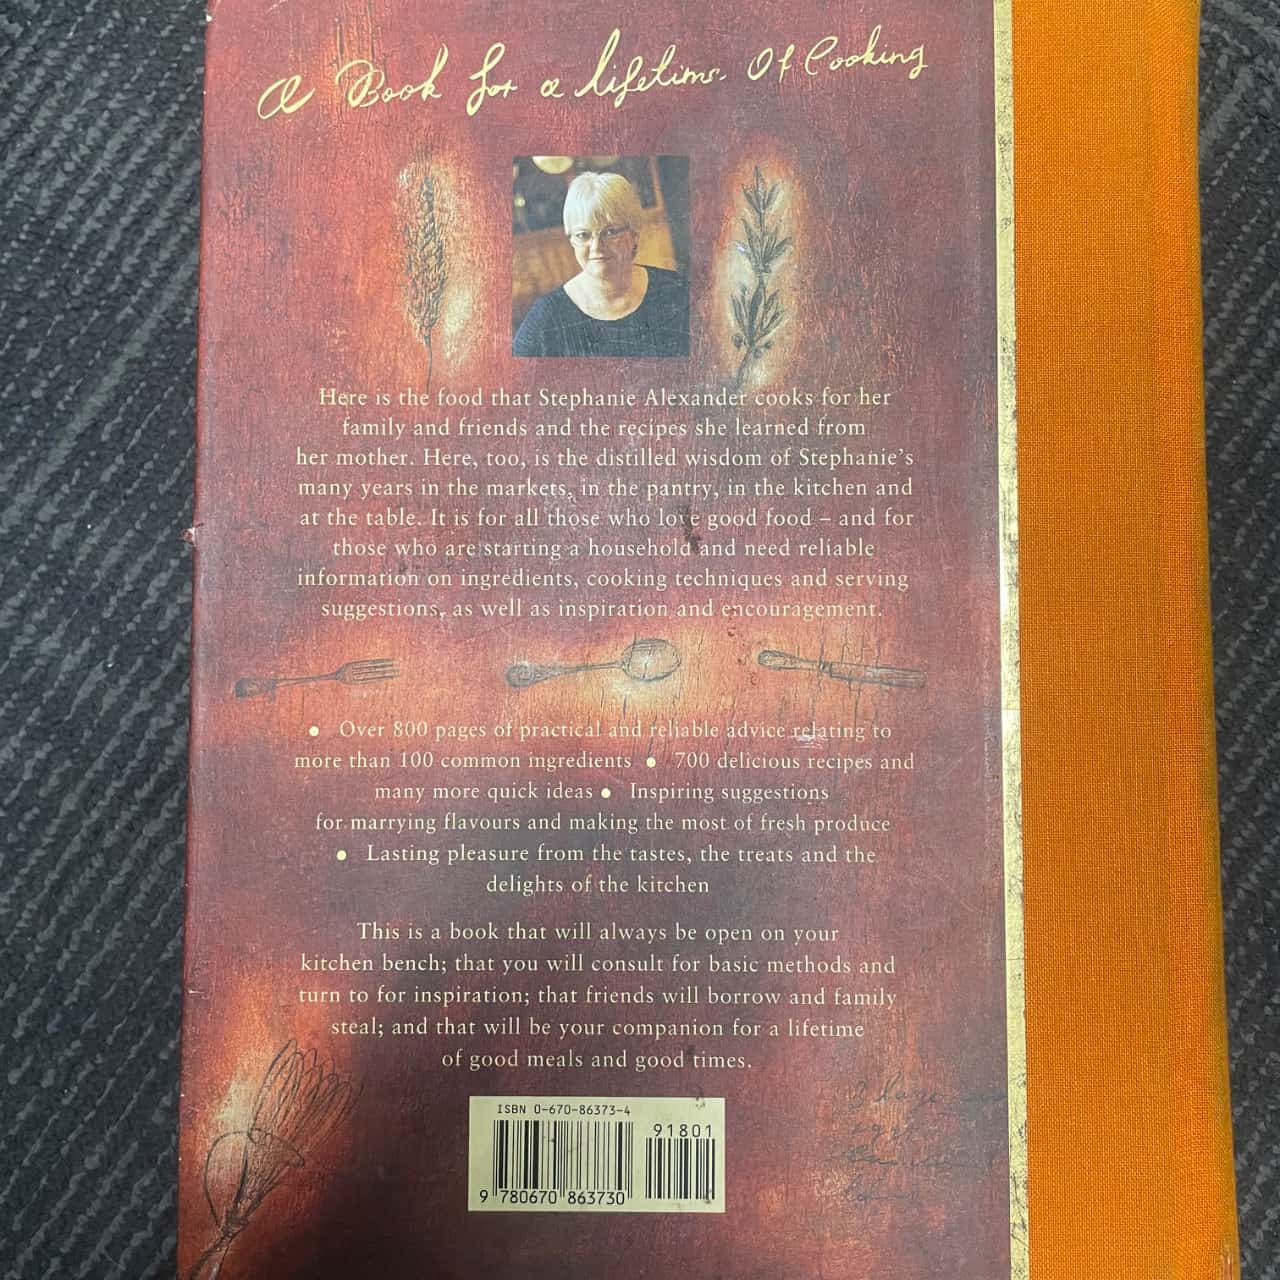 A Book for a lifetime Of Cooking
Here is the food that Stephanie Alexander cooks for her
family and friends and the recipes she learned from
her mother. Here, too, is the distilled wisdom of Stephanie's
many years in the markets, in the pantry, in the kitchen and
at the table. It is for all those who love good food – and for
those who are starting a household and need reliable
information on ingredients, cooking techniques and serving
suggestions, as well as inspiration and encouragement.
● Over 800 pages of practical and reliable advice relating to
more than 100 common ingredients ● 700 delicious recipes and
many more quick ideas ● Inspiring suggestions
for marrying flavours and making the most of fresh produce
● Lasting pleasure from the tastes, the treats and the
delights of the kitchen
This is a book that will always be open on your
kitchen bench; that you will consult for basic methods and
turn to for inspiration; that friends will borrow and family
steal; and that will be your companion for a lifetime
of good meals and good times.
ISBN 0-670-86373-4
91801
9 780670 863730